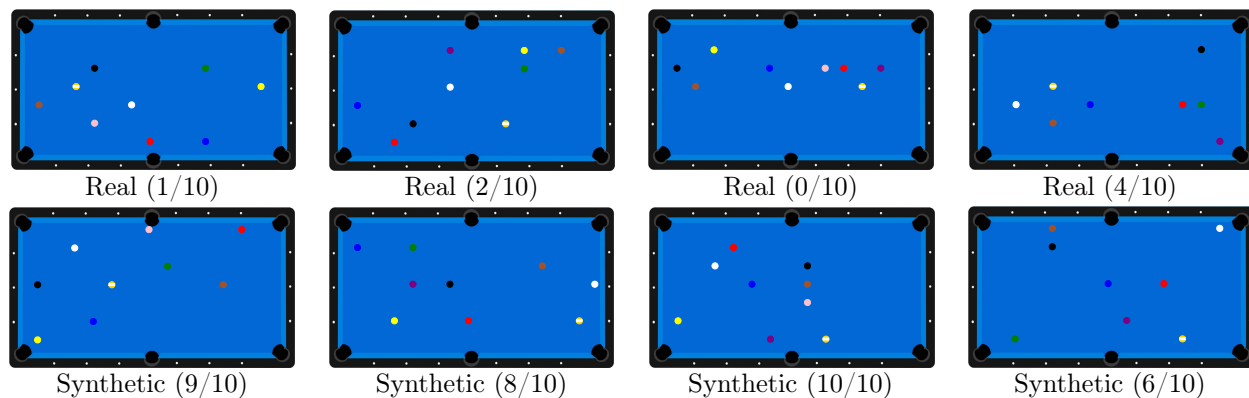 Real (1/10)
Real (2/10)
Real (0/10)
Real (4/10)
Synthetic (9/10)
Synthetic (8/10)
Synthetic (10/10)
Synthetic (6/10)